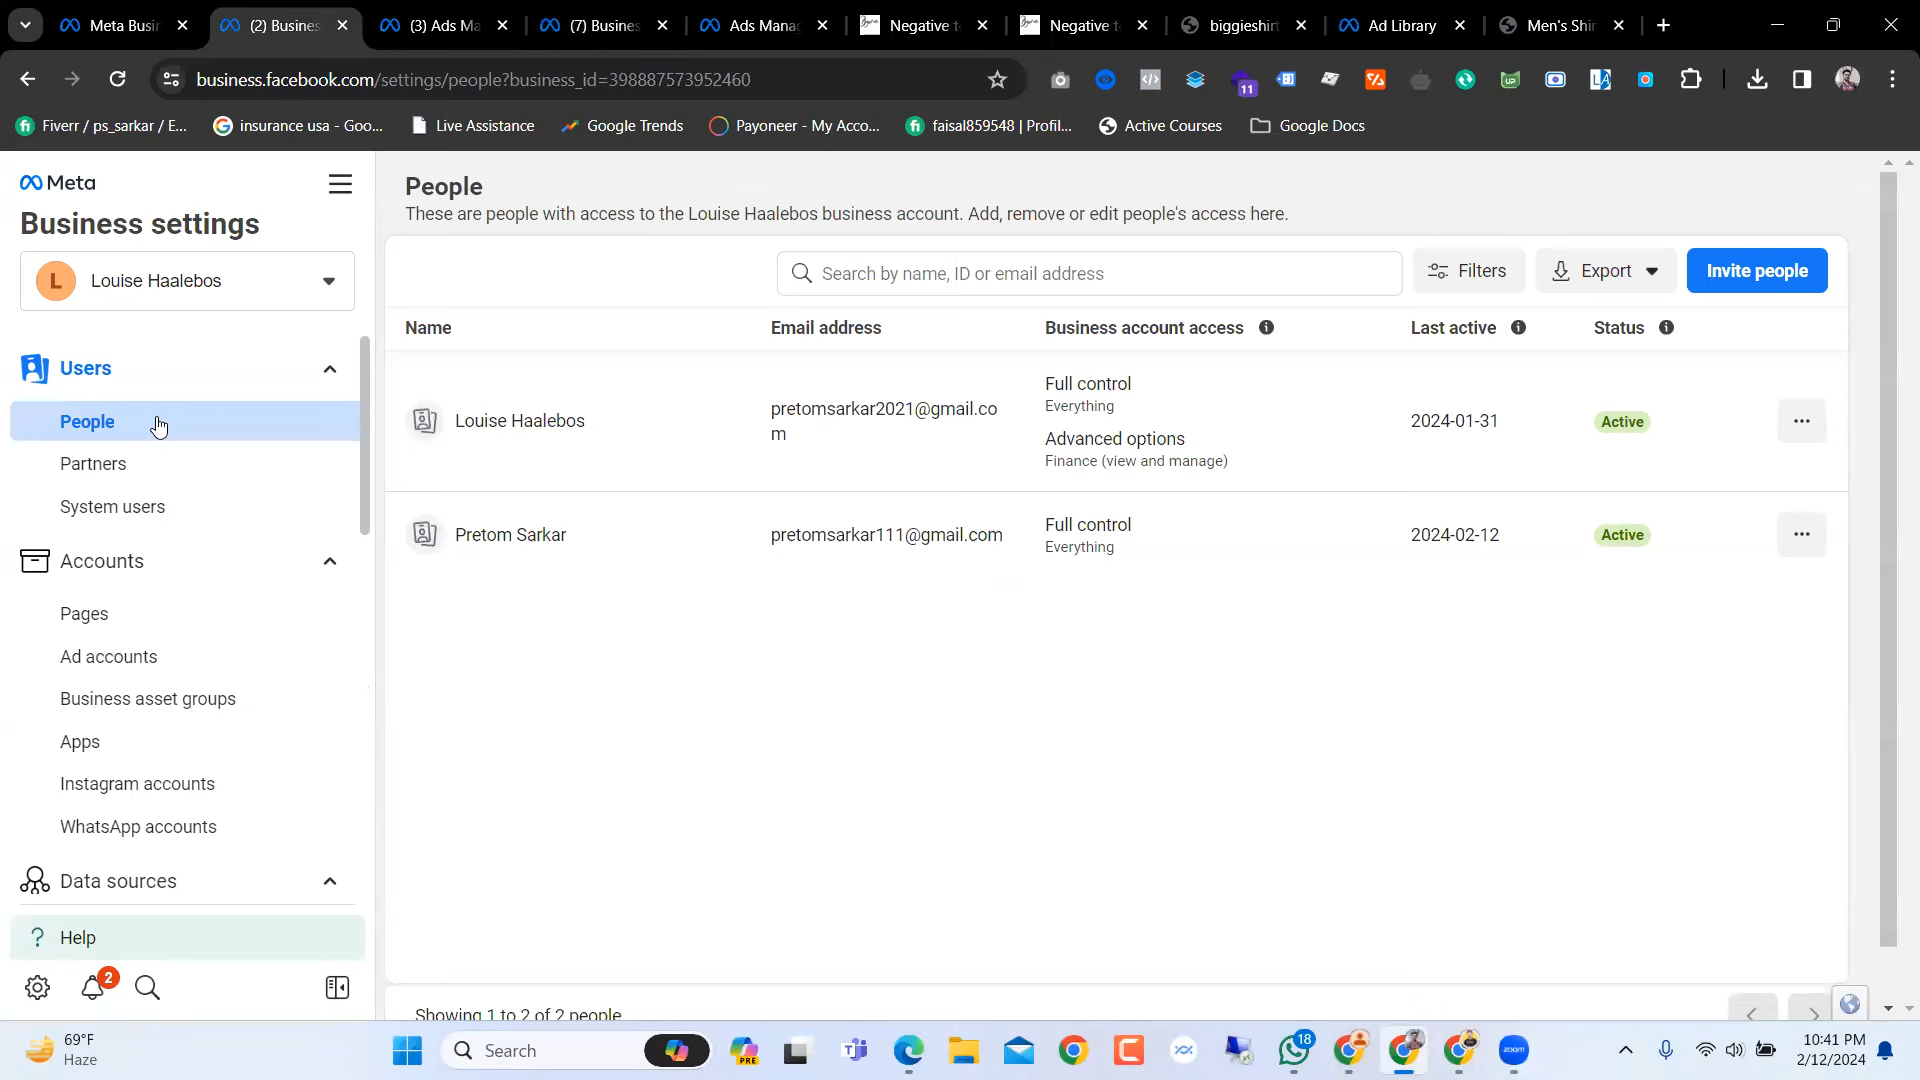 Meta Busin
(2) Busines
(3) Ads Ma
(7) Busines
Ads Manag
Negative t
Negative t
biggieshirt
Ad Library
Men's Shir
business.facebook.com/settings/people?business_id=398887573952460
11
Fiverr / ps_sarkar / E...
insurance usa - Goo...
Live Assistance
Google Trends
Payoneer - My Acco...
faisal859548 | Profil...
Active Courses
Google Docs
Meta
Business settings
L
Louise Haalebos
Users
People
Partners
System users
Accounts
Pages
Ad accounts
Business asset groups
Apps
Instagram accounts
WhatsApp accounts
Data sources
? Help
2
People
These are people with access to the Louise Haalebos business account. Add, remove or edit people's access here.
Search by name, ID or email address
Filters
Export
Invite people
Name
Email address
Business account access
Last active
Status
Louise Haalebos
pretomsarkar2021@gmail.co
m
Full control
Everything
Advanced options
Finance (view and manage)
2024-01-31
Active
Pretom Sarkar
pretomsarkar111@gmail.com
Full control
Everything
2024-02-12
Active
Showing 1 to 2 of 2 people
69°F
Haze
Search
PRE
18
zoom
10:41 PM
2/12/2024